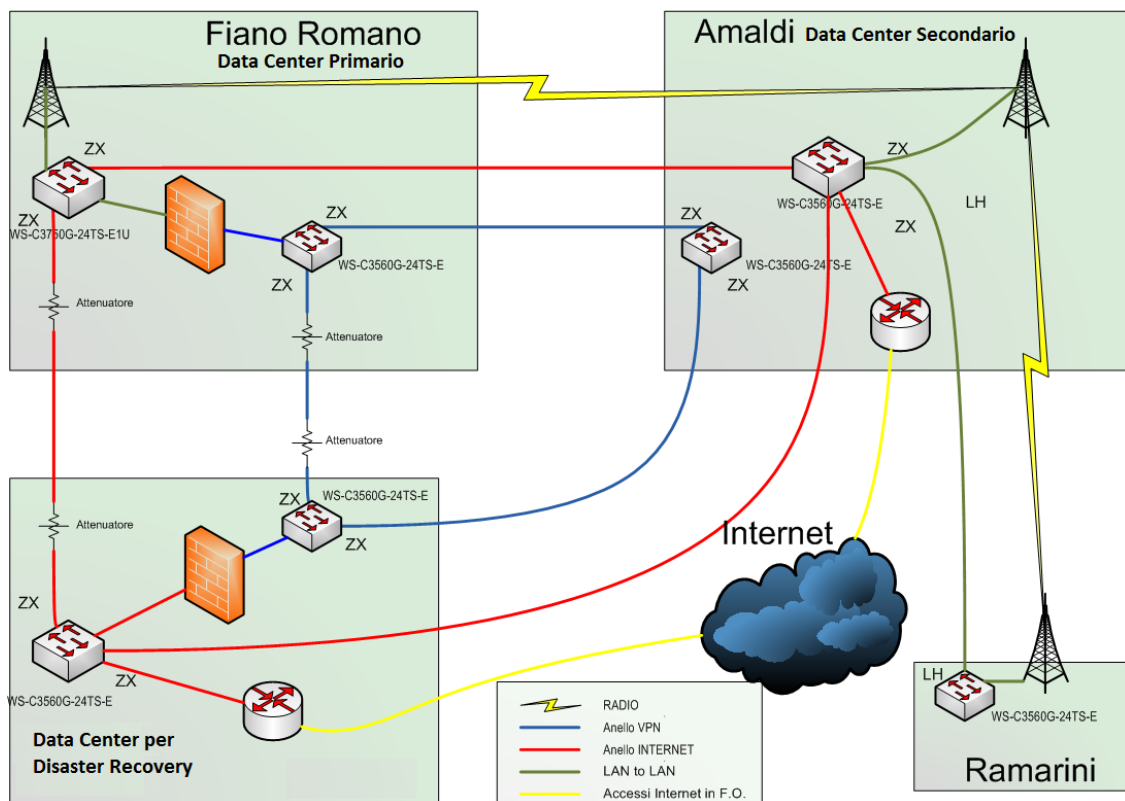 Fiano Romano
Data Center Primario
ZX
ZX
WS-C3750G-24TS-E1U
ZX
WS-C3560G-24TS-E
ZX
Attenuatore
Attenuatore
Amaldi Data Center Secondario
ZX
WS-C3560G-24TS-E
LH
ZX
ZX
WS-C3560G-24TS-E
ZX
Attenuatore
Attenuatore
ZX
WS-C3560G-24TS-E
ZX
ZX
ZX
WS-C3560G-24TS-E
Data Center per
Disaster Recovery
Internet
LH
WS-C3560G-24TS-E
Ramarini
RADIO
Anello VPN
Anello INTERNET
LAN to LAN
Accessi Internet in F.O.